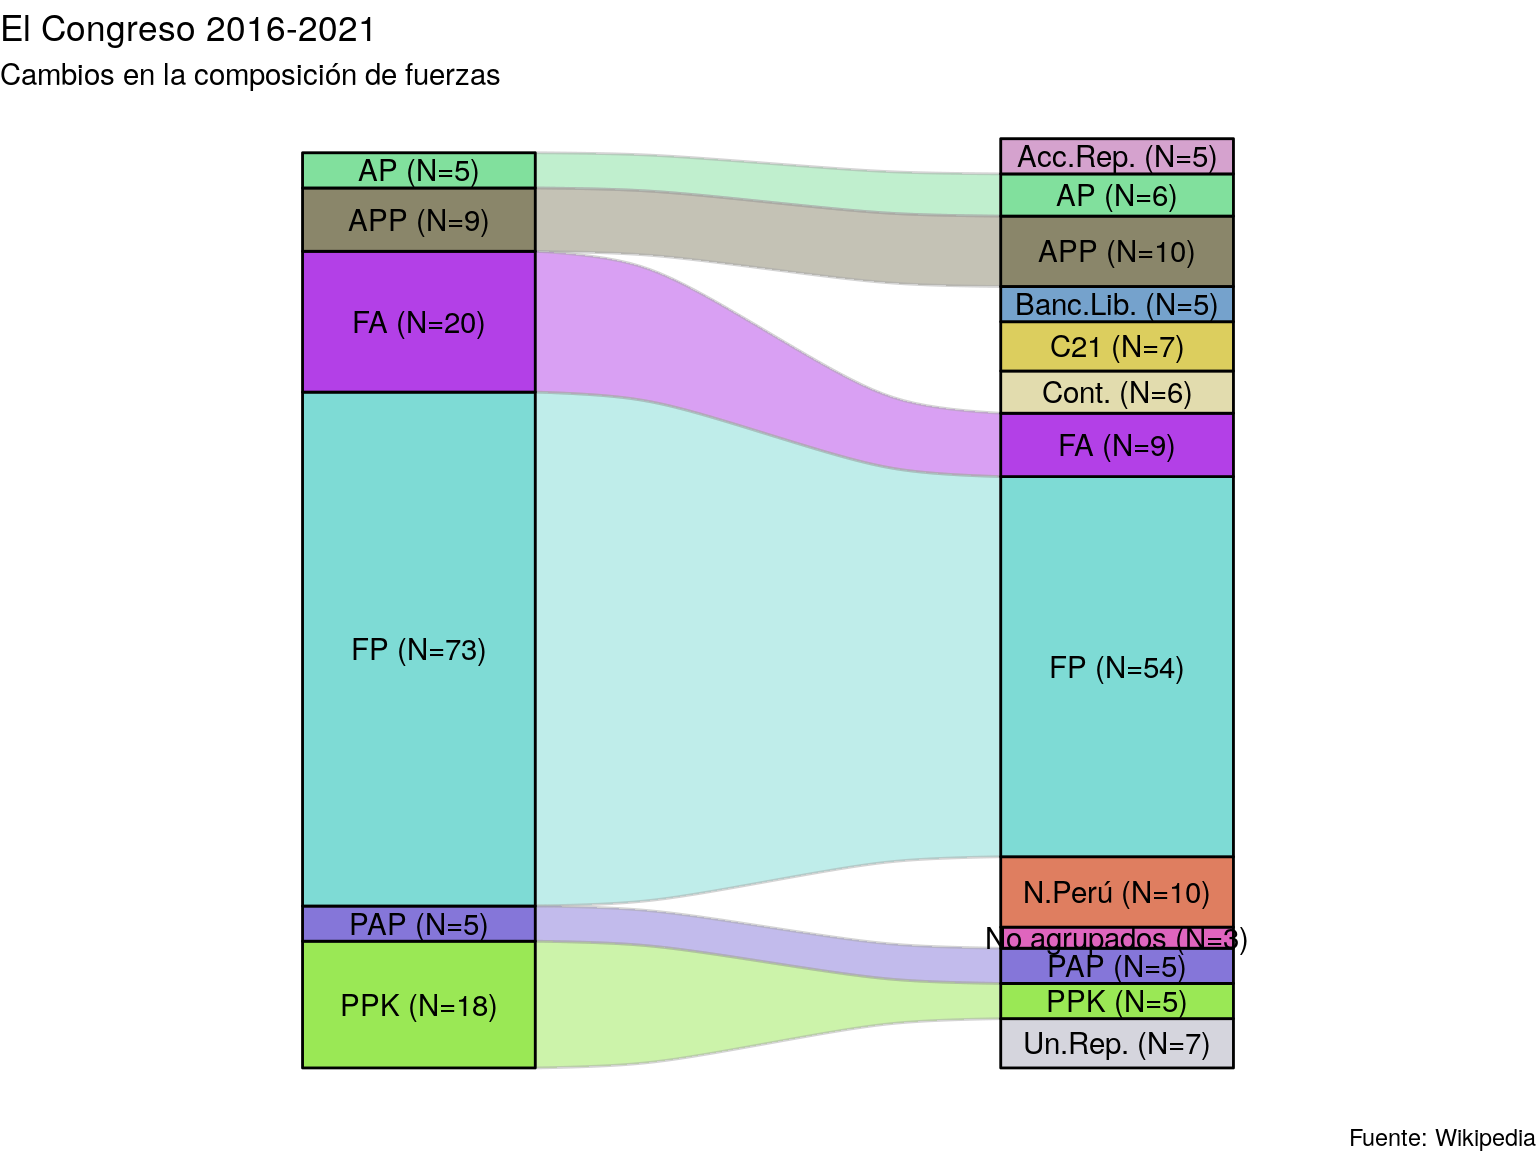 El Congreso 2016-2021
Cambios en la composición de fuerzas
AP (N=5)
APP (N=9)
FA (N=20)
FP (N=73)
PAP (N=5)
PPK (N=18)
Acc.Rep. (N=5)
AP (N=6)
APP (N=10)
Banc.Lib. (N=5)
C21 (N=7)
Cont. (N=6)
FA (N=9)
FP (N=54)
N.Perú (N=10)
No agrupados (N=3)
PAP (N=5)
PPK (N=5)
Un.Rep. (N=7)
Fuente: Wikipedia